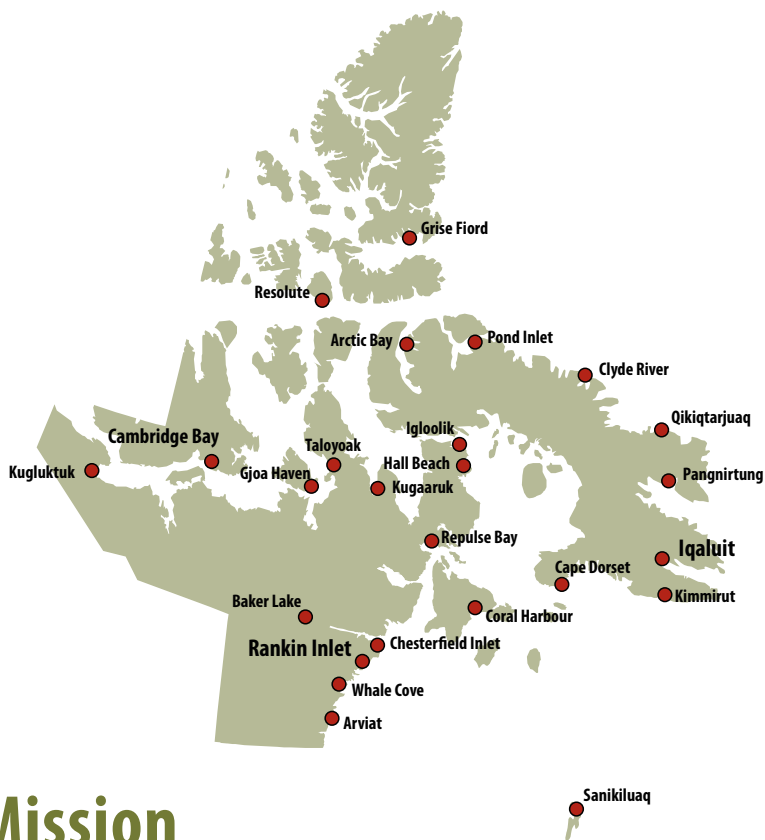 Grise Fiord
Resolute
Arctic Bay
Pond Inlet
Clyde River
Qikiqtarjuaq
Igloolik
Cambridge Bay
Taloyoak
Hall Beach
Kugluktuk
Gjoa Haven
Pangnirtung
Kugaaruk
Repulse Bay
Iqaluit
Cape Dorset
Kimmirut
Baker Lake
Coral Harbour
Rankin Inlet
Chesterfield Inlet
Whale Cove
Arviat
Sanikiluaq
Mission